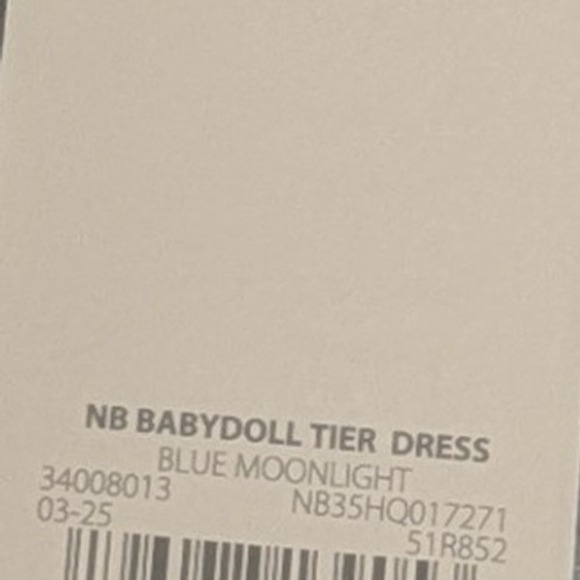 NB BABYDOLL TIER DRESS
BLUE MOONLIGHT
34008013 NB35HQ017271
03-25 51R852